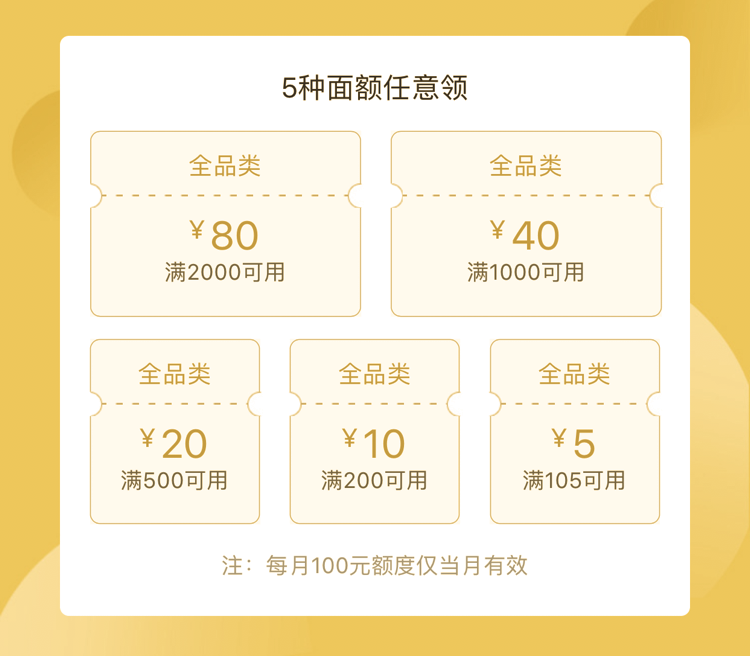 5种面额任意领
全品类
¥80
满2000可用
全品类
¥40
满1000可用
全品类
¥20
满500可用
全品类
¥10
满200可用
全品类
¥5
满105可用
注：每月100元额度仅当月有效